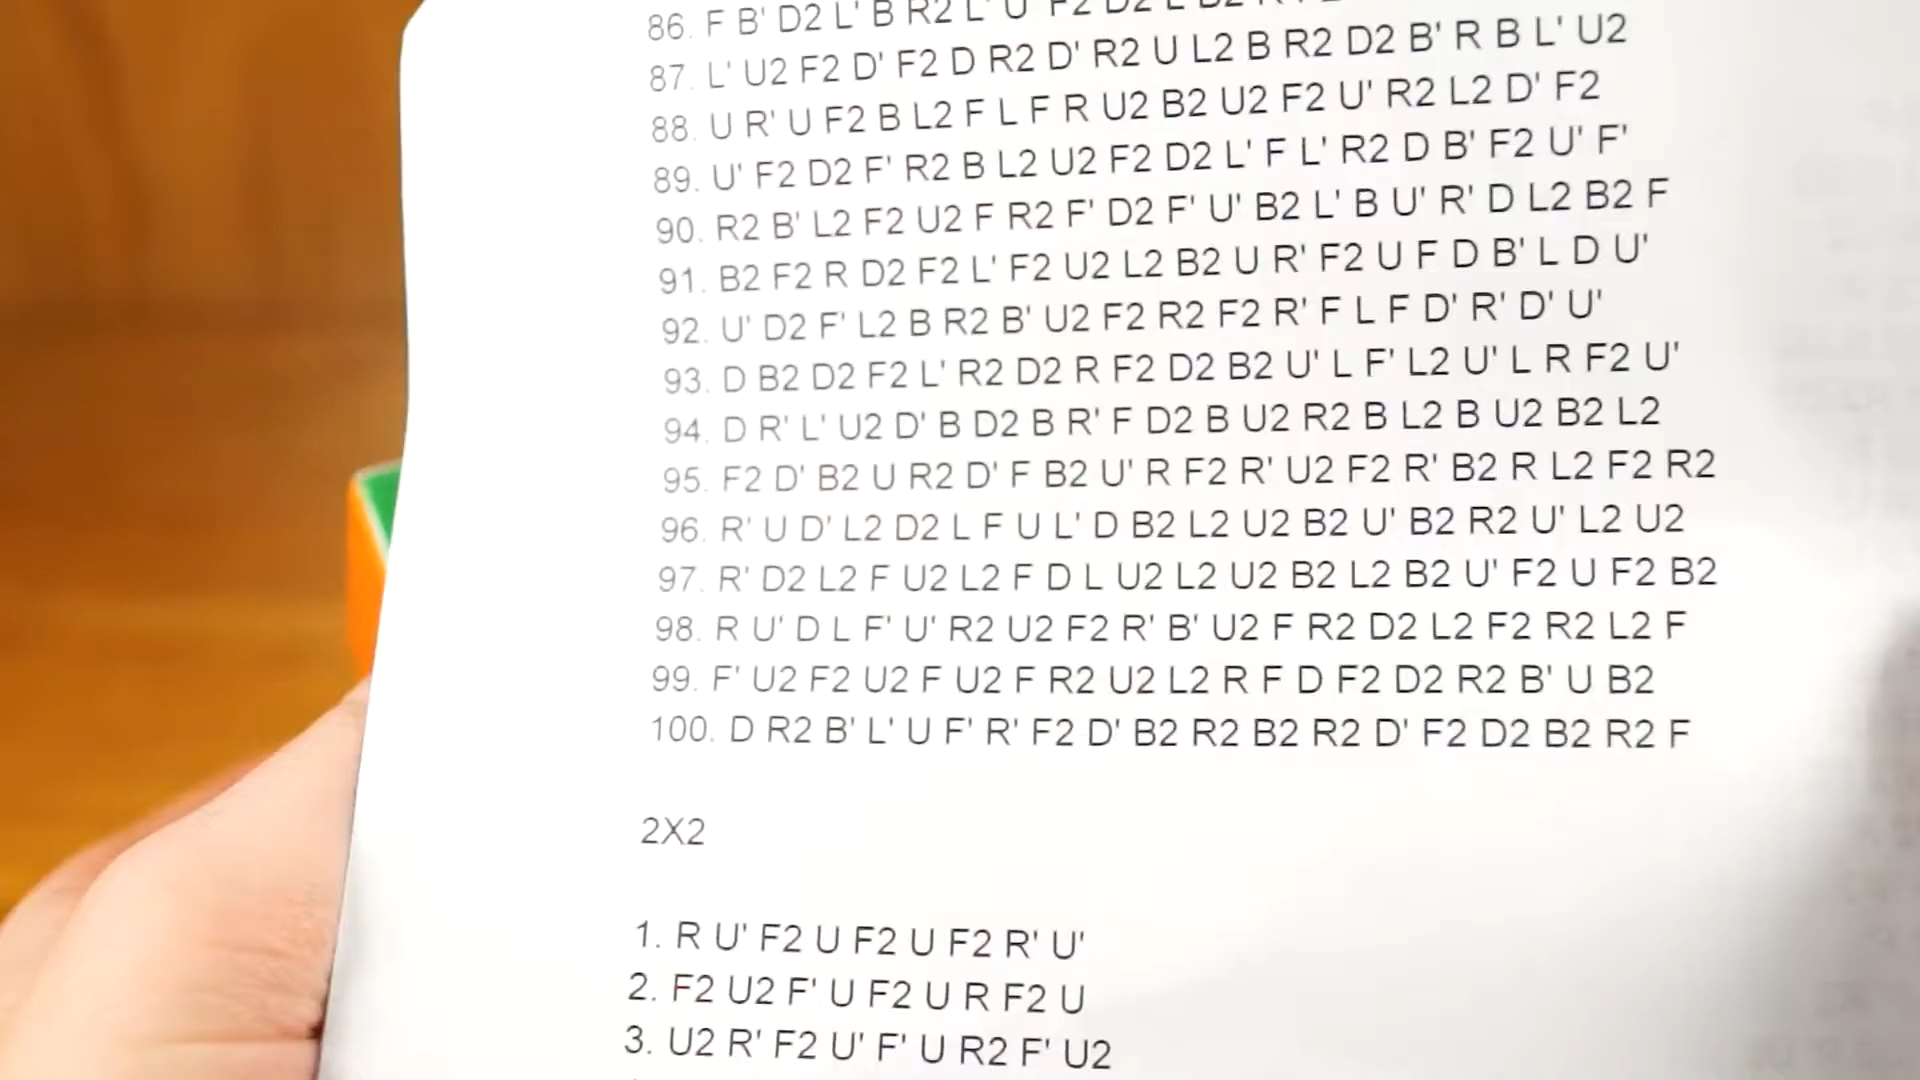 86. F B' D2 L' B R2 L' U F2 D2 L
87. L' U2 F2 D' F2 D R2 D' R2 U L2 B R2 D2 B' R B L' U2
88. U R' U F2 B L2 F L F R U2 B2 U2 F2 U' R2 L2 D' F2
89. U' F2 D2 F' R2 B L2 U2 F2 D2 L' F L' R2 D B' F2 U' F'
90. R2 B' L2 F2 U2 F R2 F' D2 F' U' B2 L' B U' R' D L2 B2 F
91. B2 F2 R D2 F2 L' F2 U2 L2 B2 U R' F2 U F D B' L D U'
92. U' D2 F' L2 B R2 B' U2 F2 R2 F2 R' F L F D' R' D' U'
93. D B2 D2 F2 L' R2 D2 R F2 D2 B2 U' L F' L2 U' L R F2 U'
94. D R' L' U2 D' B D2 B R' F D2 B U2 R2 B L2 B U2 B2 L2
95. F2 D' B2 U R2 D' F B2 U' R F2 R' U2 F2 R' B2 R L2 F2 R2
96. R' U D' L2 D2 L F U L' D B2 L2 U2 B2 U' B2 R2 U' L2 U2
97. R' D2 L2 F U2 L2 F D L U2 L2 U2 B2 L2 B2 U' F2 U F2 B2
98. R U' D L F' U' R2 U2 F2 R' B' U2 F R2 D2 L2 F2 R2 L2 F
99. F' U2 F2 U2 F U2 F R2 U2 L2 R F D F2 D2 R2 B' U B2
100. D R2 B' L' U F' R' F2 D' B2 R2 B2 R2 D' F2 D2 B2 R2 F
2X2
1. R U' F2 U F2 U F2 R' U'
2. F2 U2 F' U F2 U R F2 U
3. U2 R' F2 U' F' U R2 F' U2